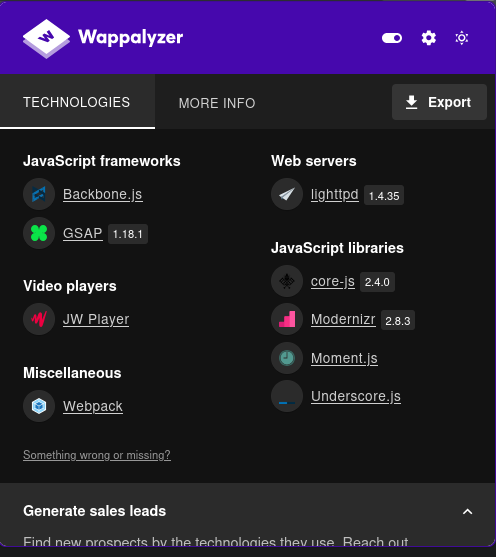 Wappalyzer
TECHNOLOGIES
MORE INFO
Export
JavaScript frameworks
Backbone.js
GSAP 1.18.1
Video players
JW Player
Miscellaneous
Webpack
Web servers
lighttpd 1.4.35
JavaScript libraries
core-js 2.4.0
Modernizr 2.8.3
Moment.js
Underscore.js
Something wrong or missing?
Generate sales leads
Find new prospects by the technologies they use. Reach out